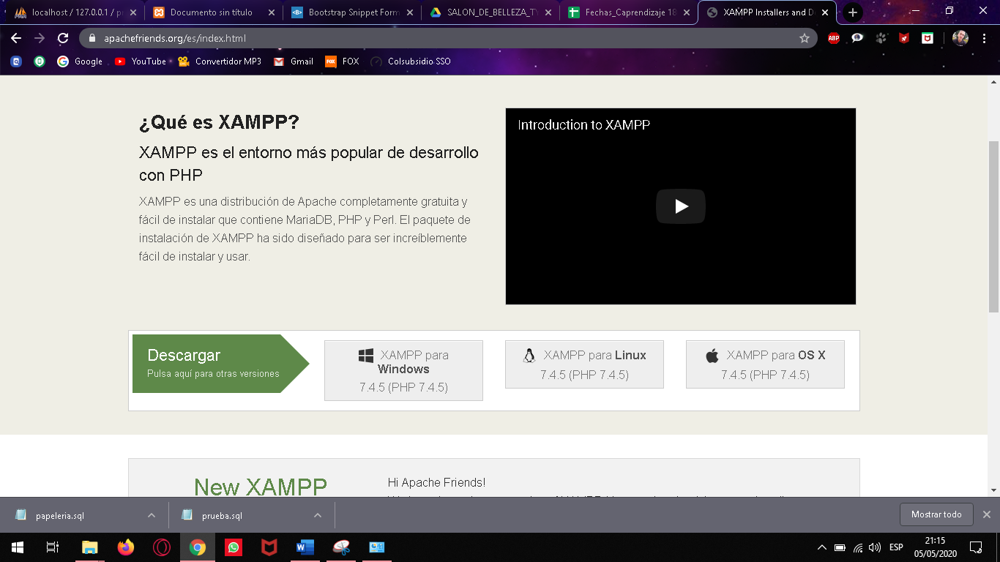 localhost / 127.0.0.1 / pr
Documento sin título
Bootstrap Snippet Form
SALON_DE_BELLEZA_TY
Fechas_Caprendizaje 18
XAMPP Installers and D
apachefriends.org/es/index.html
ABP
Google
YouTube
Convertidor MP3
Gmail
FOX
FOX
Colsubsidio SSO
¿Qué es XAMPP?
XAMPP es el entorno más popular de desarrollo
con PHP
XAMPP es una distribución de Apache completamente gratuita y
fácil de instalar que contiene MariaDB, PHP y Perl. El paquete de
instalación de XAMPP ha sido diseñado para ser increíblemente
fácil de instalar y usar.
Introduction to XAMPP
Descargar
Pulsa aquí para otras versiones
XAMPP para
Windows
7.4.5 (PHP 7.4.5)
XAMPP para Linux
7.4.5 (PHP 7.4.5)
XAMPP para OS X
7.4.5 (PHP 7.4.5)
New XAMPP
Hi Apache Friends!
papeleria.sql
prueba.sql
Mostrar todo
ESP
21:15
05/05/2020